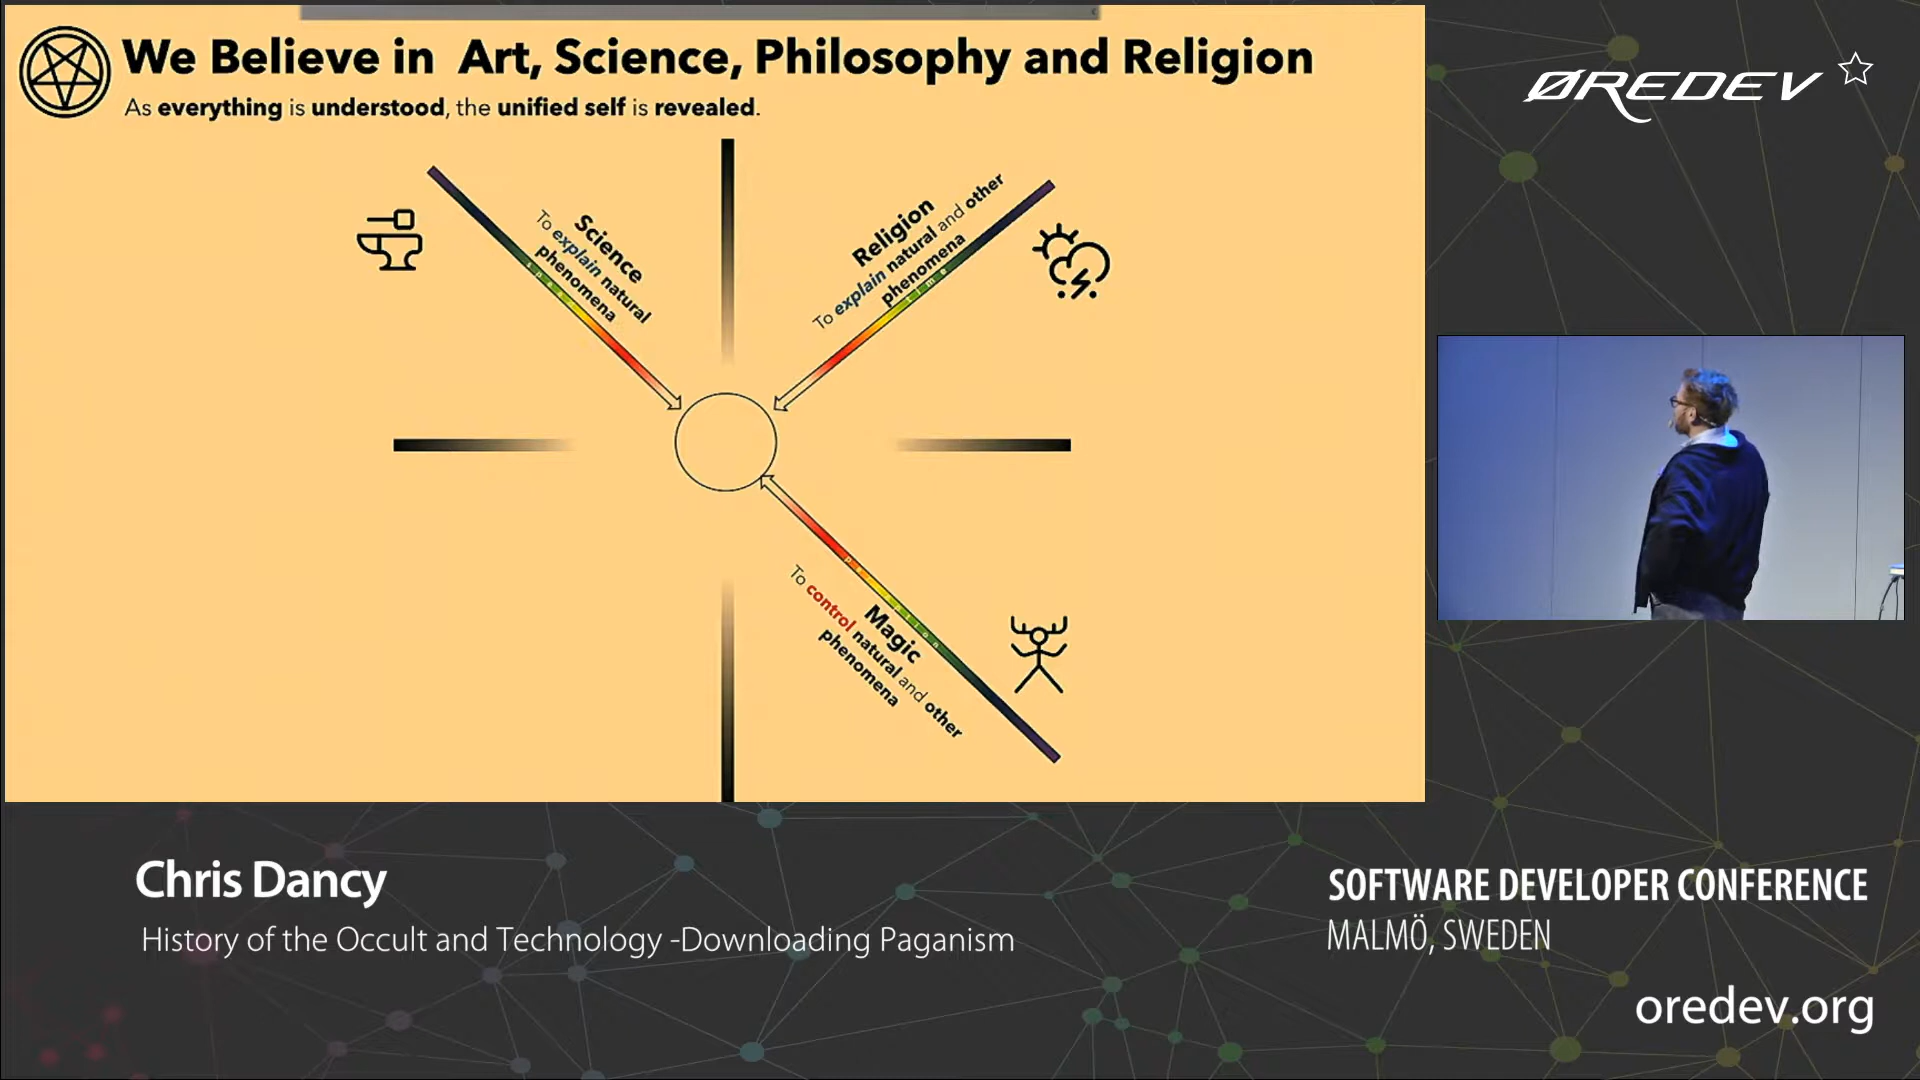 We Believe in Art, Science, Philosophy and Religion
As everything is understood, the unified self is revealed.
Science
To explain natural
phenomena
Religion
To explain natural and other
phenomena
Magic
To control natural and other
phenomena
ØREDEV
Chris Dancy
History of the Occult and Technology -Downloading Paganism
SOFTWARE DEVELOPER CONFERENCE
MALMÖ, SWEDEN
oredev.org